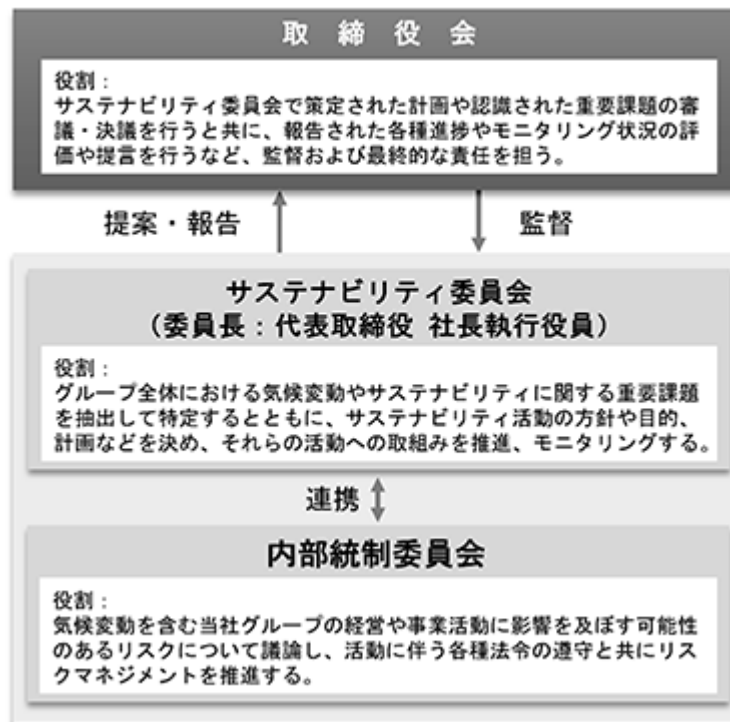 取締役会
役割：
サステナビリティ委員会で策定された計画や認識された重要課題の審
議・決議を行うと共に、報告された各種進捗やモニタリング状況の評
価や提言を行うなど、監督および最終的な責任を担う。
提案・報告
監督
サステナビリティ委員会
（委員長：代表取締役 社長執行役員）
役割：
グループ全体における気候変動やサステナビリティに関する重要課題
を抽出して特定するとともに、サステナビリティ活動の方針や目的、
計画などを決め、それらの活動への取組みを推進、モニタリングする。
連携
内部統制委員会
役割：
気候変動を含む当社グループの経営や事業活動に影響を及ぼす可能性
のあるリスクについて議論し、活動に伴う各種法令の遵守と共にリス
クマネジメントを推進する。